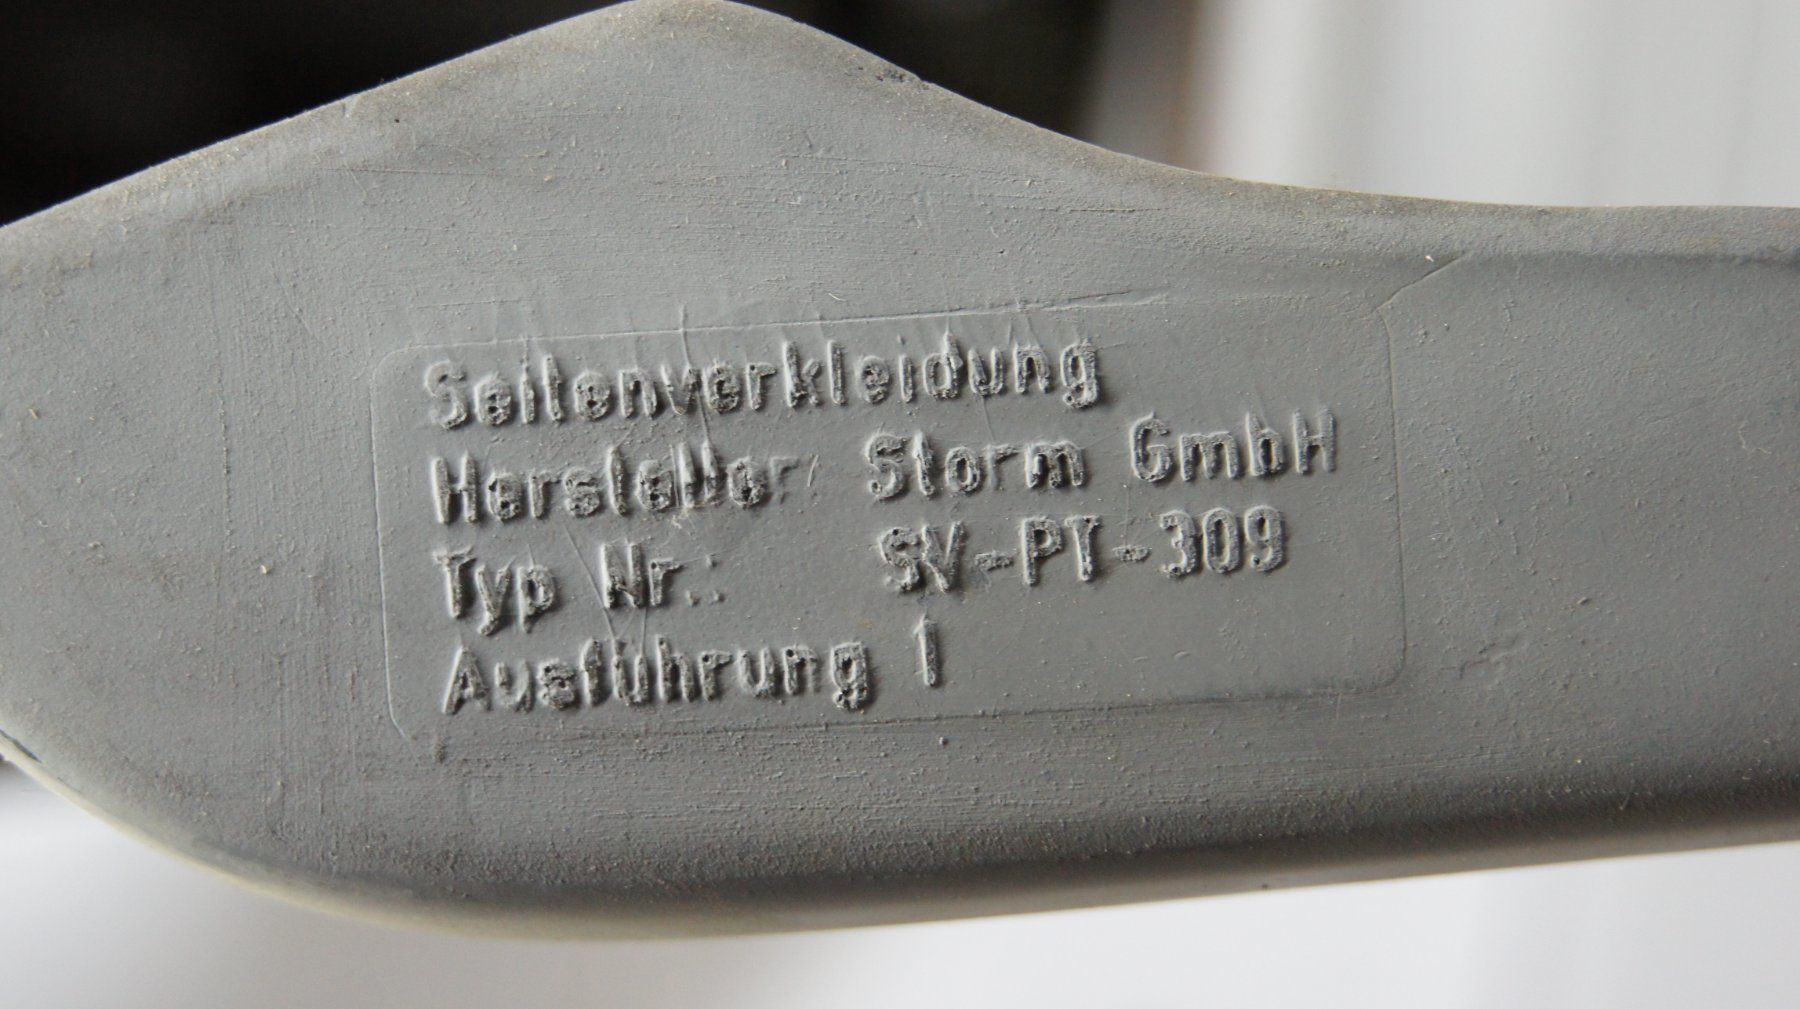 Seitenverkleidung
Hersteller: Storm GmbH
Typ Nr.: SV-PT-309
Ausführung 1